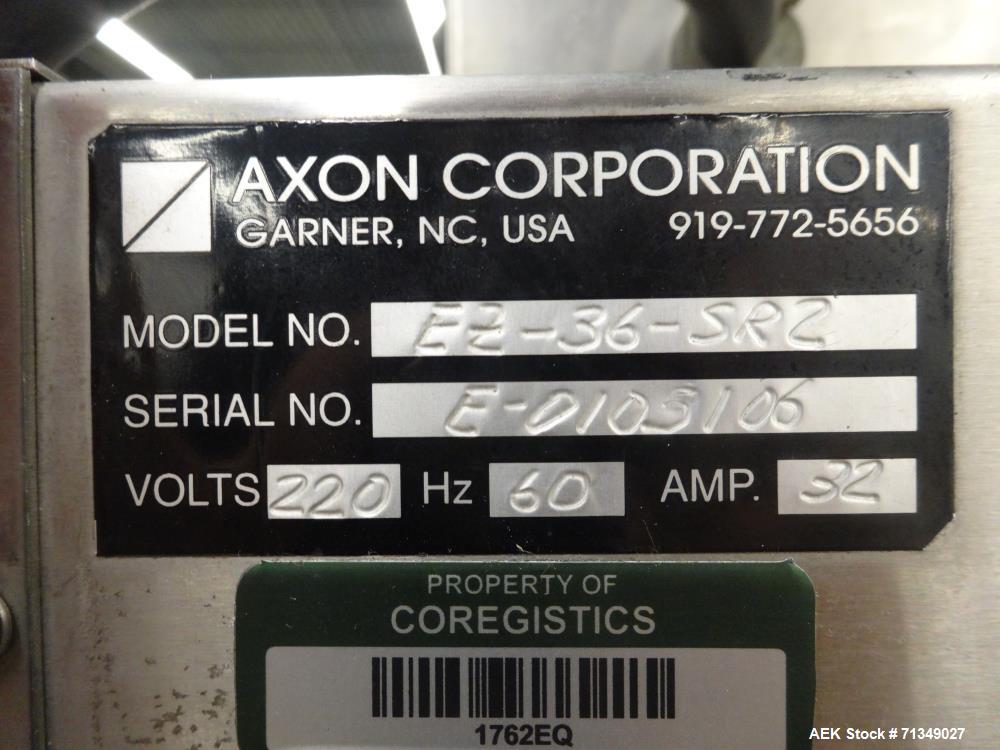 AXON CORPORATION
GARNER, NC, USA 919-772-5656
MODEL NO. EZ-36-SR2
SERIAL NO. E-0105106
VOLTS 220 Hz 60 AMP. 32
PROPERTY OF
COREGISTICS
1762EQ
AEK Stock #71349027